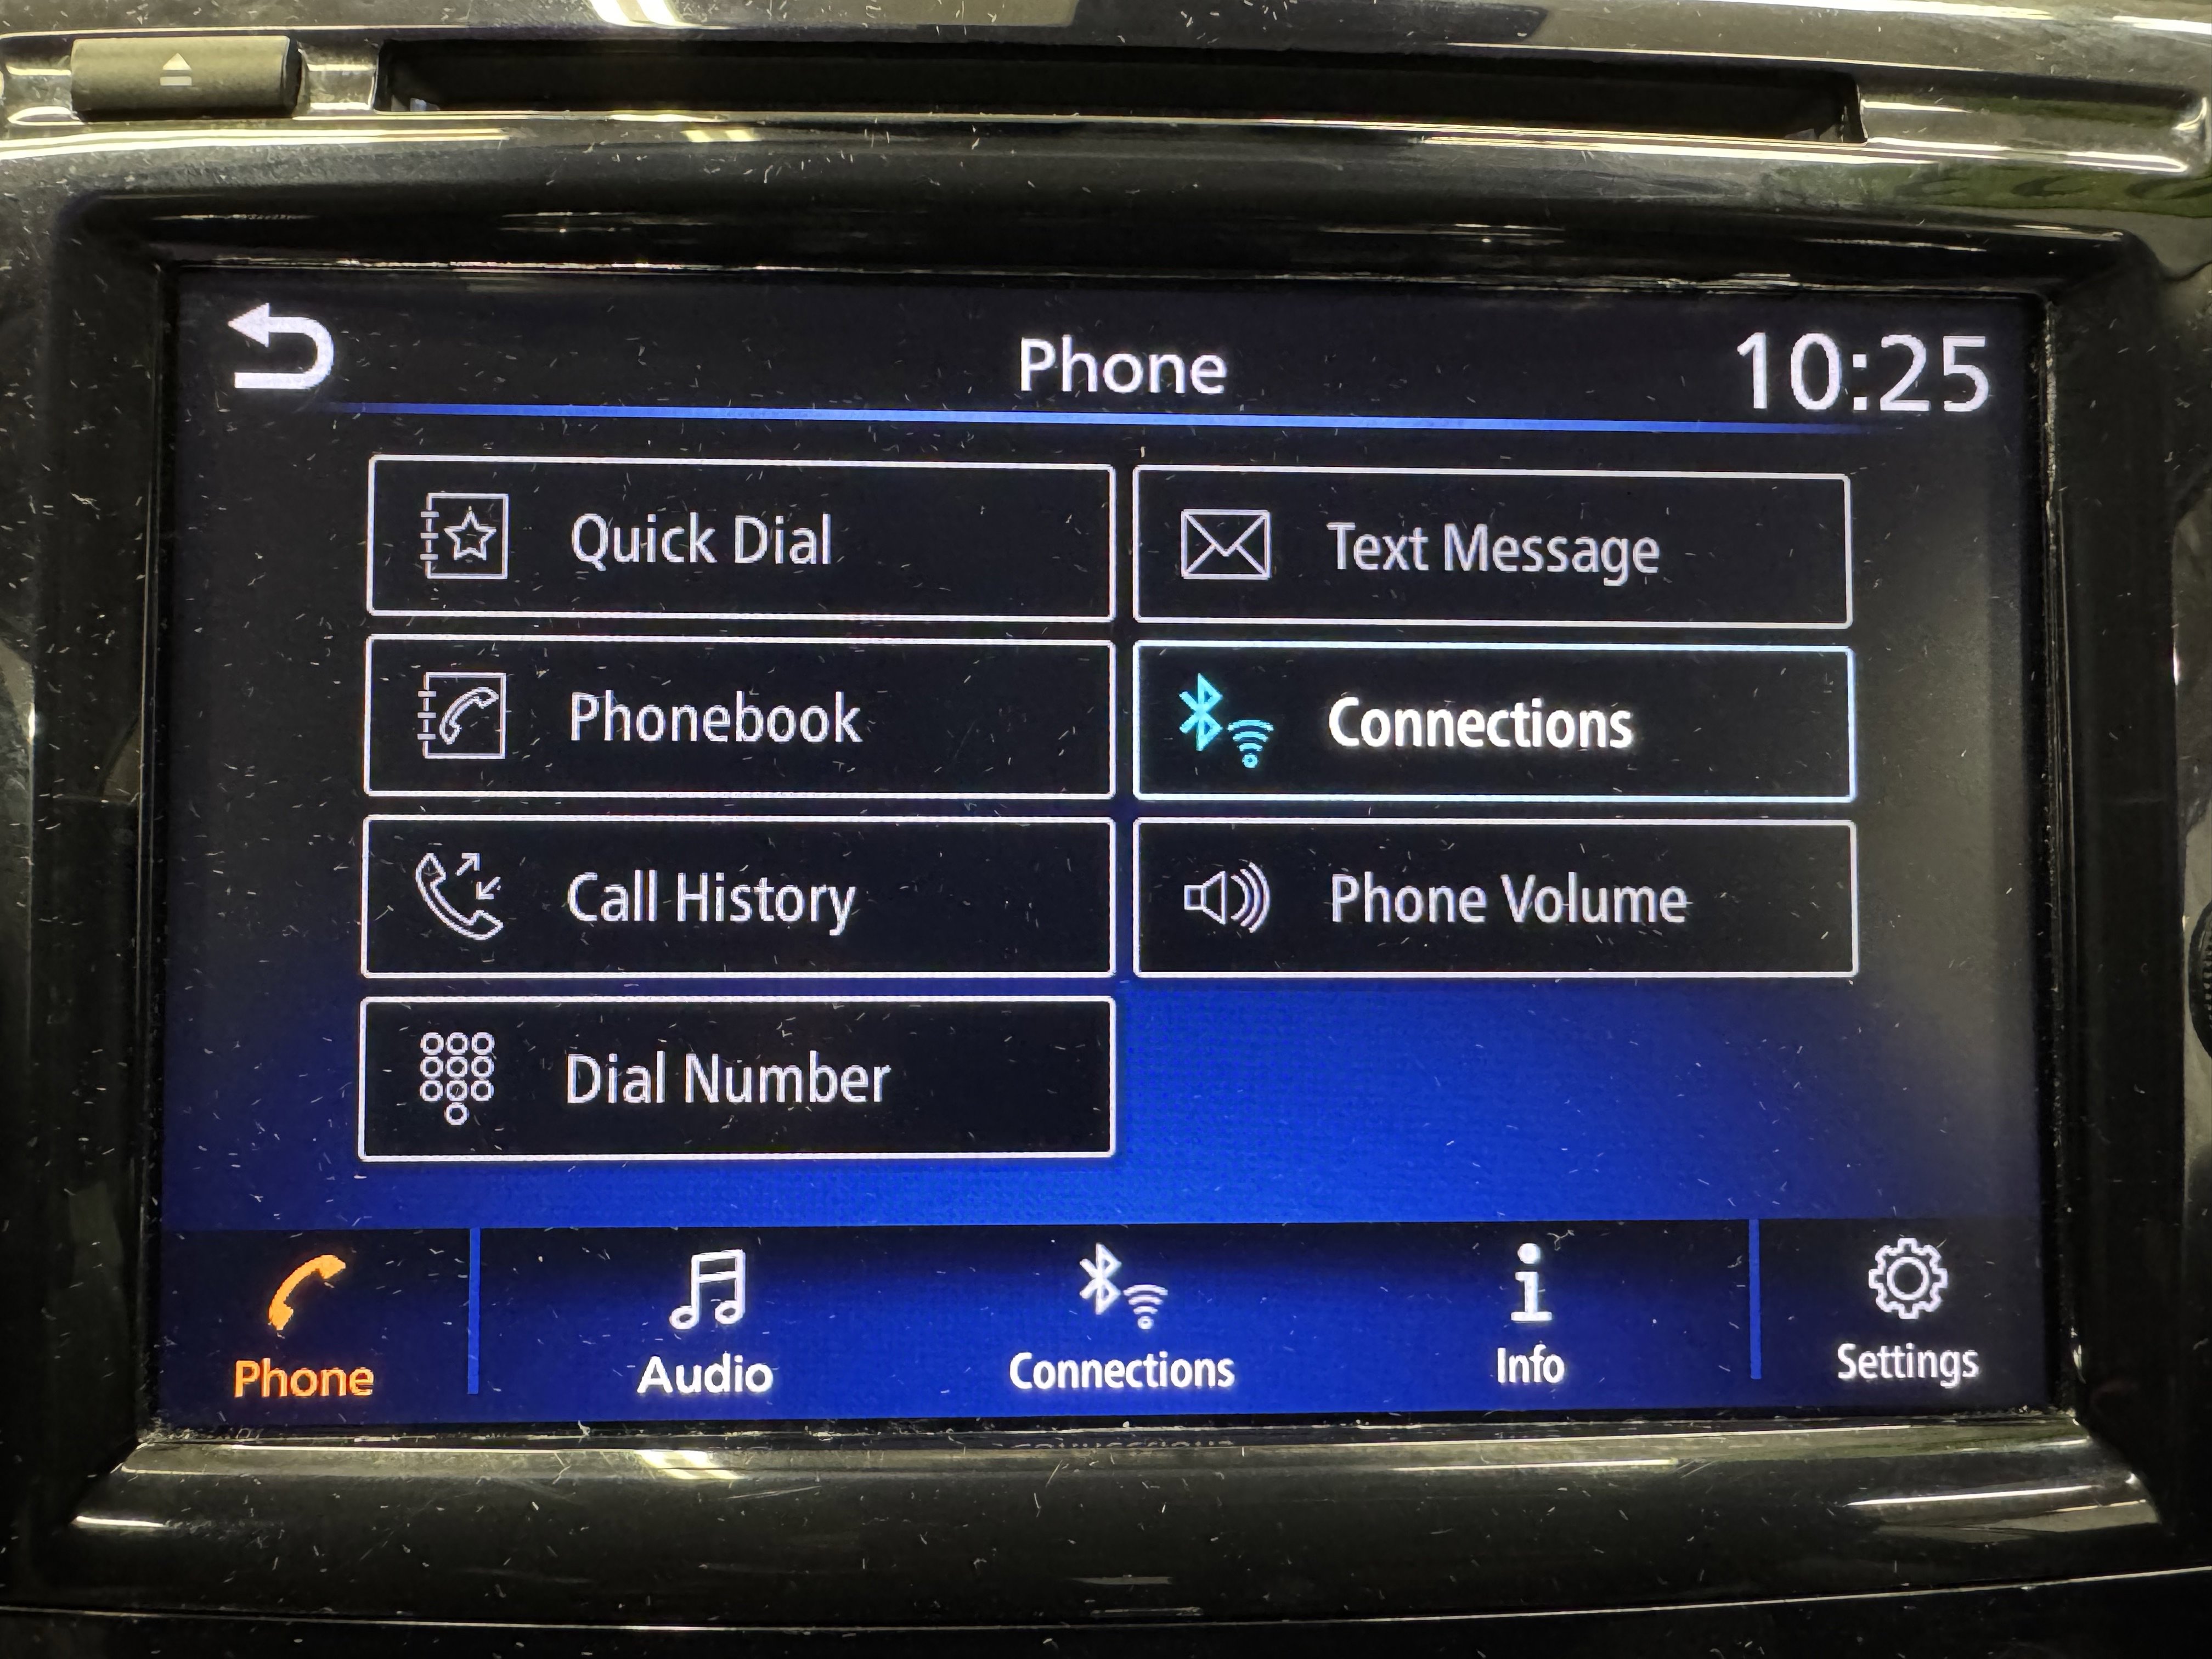 Phone
10:25
Quick Dial
Text Message
Phonebook
Connections
Call History
Phone Volume
Dial Number
Phone
Audio
Connections
Info
Settings